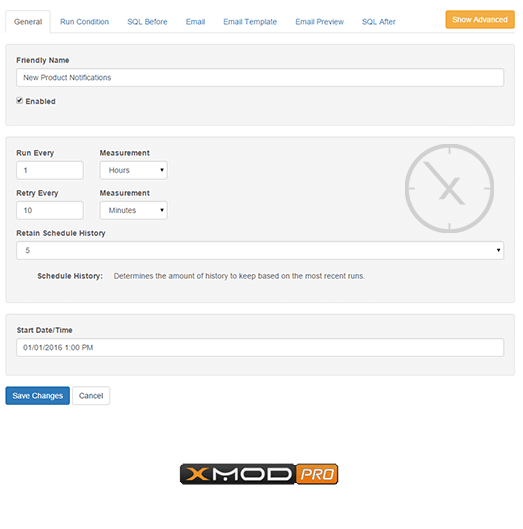 General Run Condition SQL Before Email Email Template Email Preview SQL After Show Advanced
Friendly Name
New Product Notifications
Enabled
Run Every Measurement
1 Hours
Retry Every Measurement
10 Minutes
Retain Schedule History
5
Schedule History: Determines the amount of history to keep based on the most recent runs.
Start Date/Time
01/01/2016 1:00 PM
Save Changes Cancel
XMOD PRO